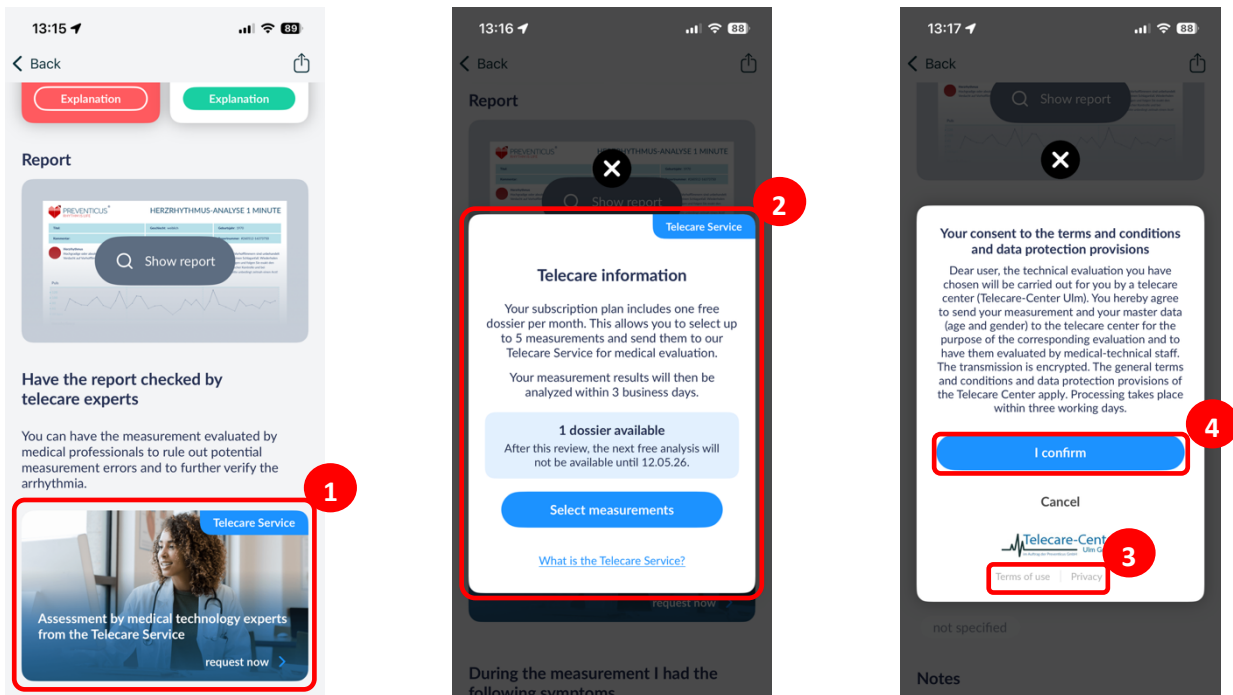 13:15
89
Back
Explanation
Explanation
Report
PREVENTICUS
HERZRHYTHMUS-ANALYSE 1 MINUTE
Show report
Puls
Have the report checked by
telecare experts
You can have the measurement evaluated by
medical professionals to rule out potential
measurement errors and to further verify the
arrhythmia.
1
Telecare Service
Assessment by medical technology experts
from the Telecare Service
request now
13:16
88
Back
Report
PREVENTICUS
YTHMUS-ANALYSE 1 MINUTE
Show report
2
Telecare Service
Telecare information
Your subscription plan includes one free
dossier per month. This allows you to select up
to 5 measurements and send them to our
Telecare Service for medical evaluation.
Your measurement results will then be
analyzed within 3 business days.
1 dossier available
After this review, the next free analysis will
not be available until 12.05.26.
Select measurements
What is the Telecare Service?
request now
During the measurement I had the
following symptoms
13:17
88
Back
Show report
Your consent to the terms and conditions
and data protection provisions
Dear user, the technical evaluation you have
chosen will be carried out for you by a telecare
center (Telecare-Center Ulm). You hereby agree
to send your measurement and your master data
(age and gender) to the telecare center for the
purpose of the corresponding evaluation and to
have them evaluated by medical-technical staff.
The transmission is encrypted. The general terms
and conditions and data protection provisions of
the Telecare Center apply. Processing takes place
within three working days.
4
I confirm
Cancel
Telecare-Cent
Ulm G
3
Terms of use | Privacy
not specified
Notes